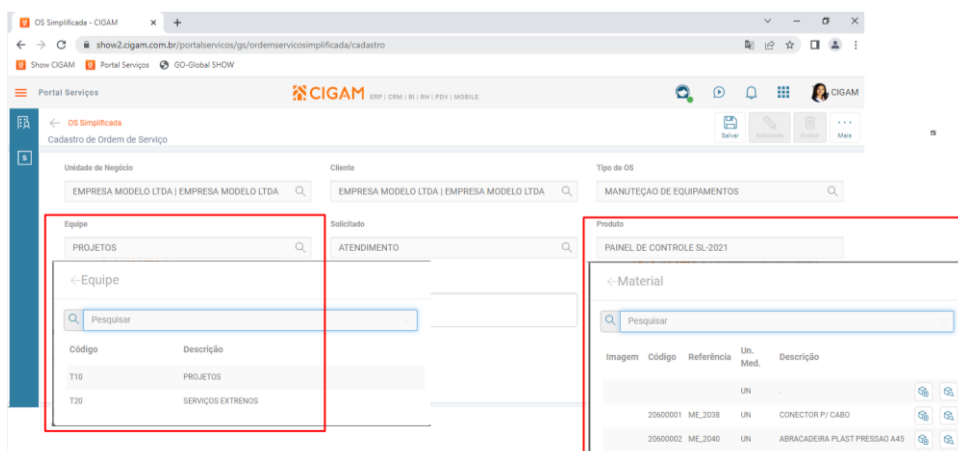 OS Simplificada - CIGAM
show2.cigam.com.br/portalservicos/gs/ordemservicosimplificada/cadastro
Show CIGAM Portal Serviços GO-Global SHOW
Portal Serviços
CIGAM ERP | CRM | BI | RH | PDV | MOBILE
CIGAM
OS Simplificada
Cadastro de Ordem de Serviço
Salvar Excluir Mais
S
Unidade de Negócio Cliente Tipo de OS
EMPRESA MODELO LTDA | EMPRESA MODELO LTDA EMPRESA MODELO LTDA | EMPRESA MODELO LTDA MANUTEÇAO DE EQUIPAMENTOS
Equipe Solicitado Produto
PROJETOS ATENDIMENTO PAINEL DE CONTROLE SL-2021
Equipe
Pesquisar
Código Descrição
T10 PROJETOS
T20 SERVIÇOS EXTRENOS
Material
Pesquisar
Imagem Código Referência Un. Med. Descrição
UN .
20600001 ME_2038 UN CONECTOR P/ CABO
20600002 ME_2040 UN ABRACADEIRA PLAST PRESSAO A45